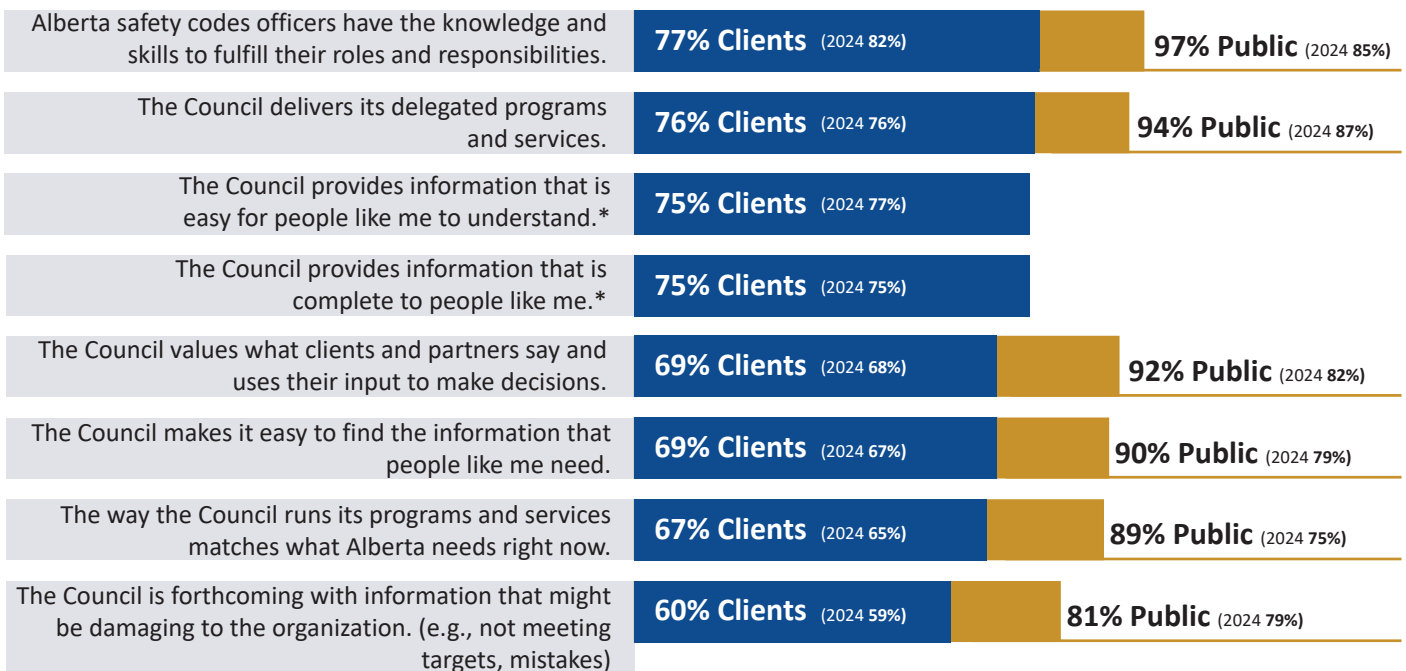 Alberta safety codes officers have the knowledge and
skills to fulfill their roles and responsibilities.
77% Clients (2024 82%)
97% Public (2024 85%)
The Council delivers its delegated programs
and services.
76% Clients (2024 76%)
94% Public (2024 87%)
The Council provides information that is
easy for people like me to understand.*
75% Clients (2024 77%)
The Council provides information that is
complete to people like me.*
75% Clients (2024 75%)
The Council values what clients and partners say and
uses their input to make decisions.
69% Clients (2024 68%)
92% Public (2024 82%)
The Council makes it easy to find the information that
people like me need.
69% Clients (2024 67%)
90% Public (2024 79%)
The way the Council runs its programs and services
matches what Alberta needs right now.
67% Clients (2024 65%)
89% Public (2024 75%)
The Council is forthcoming with information that might
be damaging to the organization. (e.g., not meeting
targets, mistakes)
60% Clients (2024 59%)
81% Public (2024 79%)